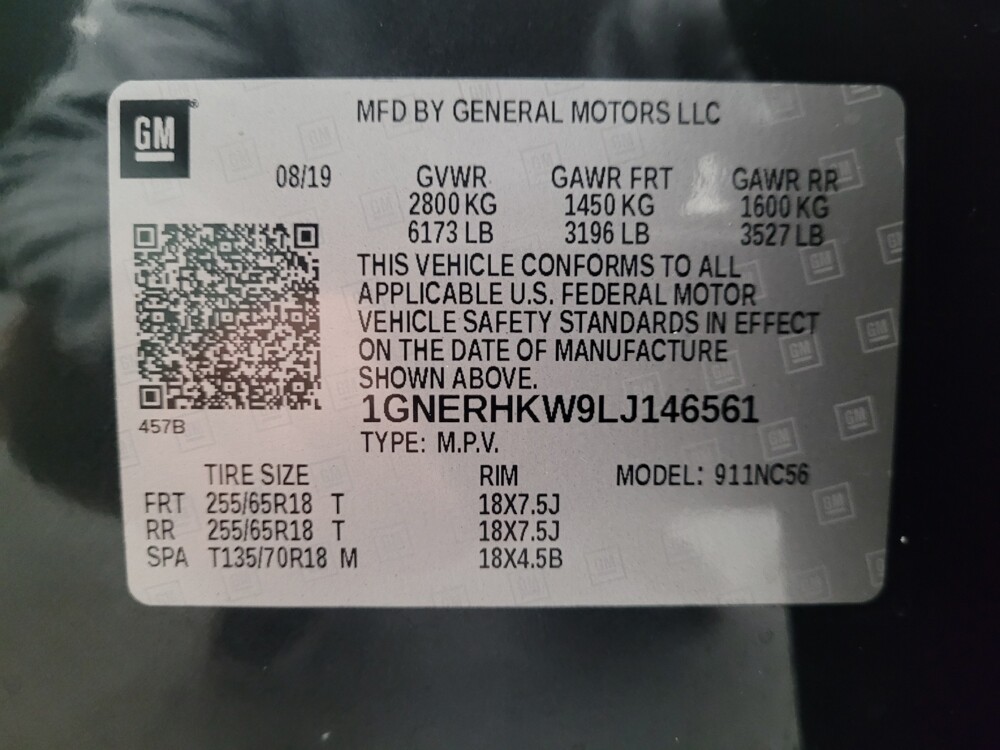 GM
MFD BY GENERAL MOTORS LLC
08/19 GVWR GAWR FRT GAWR RR
2800 KG 1450 KG 1600 KG
6173 LB 3196 LB 3527 LB
THIS VEHICLE CONFORMS TO ALL
APPLICABLE U.S. FEDERAL MOTOR
VEHICLE SAFETY STANDARDS IN EFFECT
ON THE DATE OF MANUFACTURE
SHOWN ABOVE.
1GNERHKW9LJ146561
457B
TYPE: M.P.V.
TIRE SIZE RIM MODEL: 911NC56
FRT 255/65R18 T 18X7.5J
RR 255/65R18 T 18X7.5J
SPA T135/70R18 M 18X4.5B